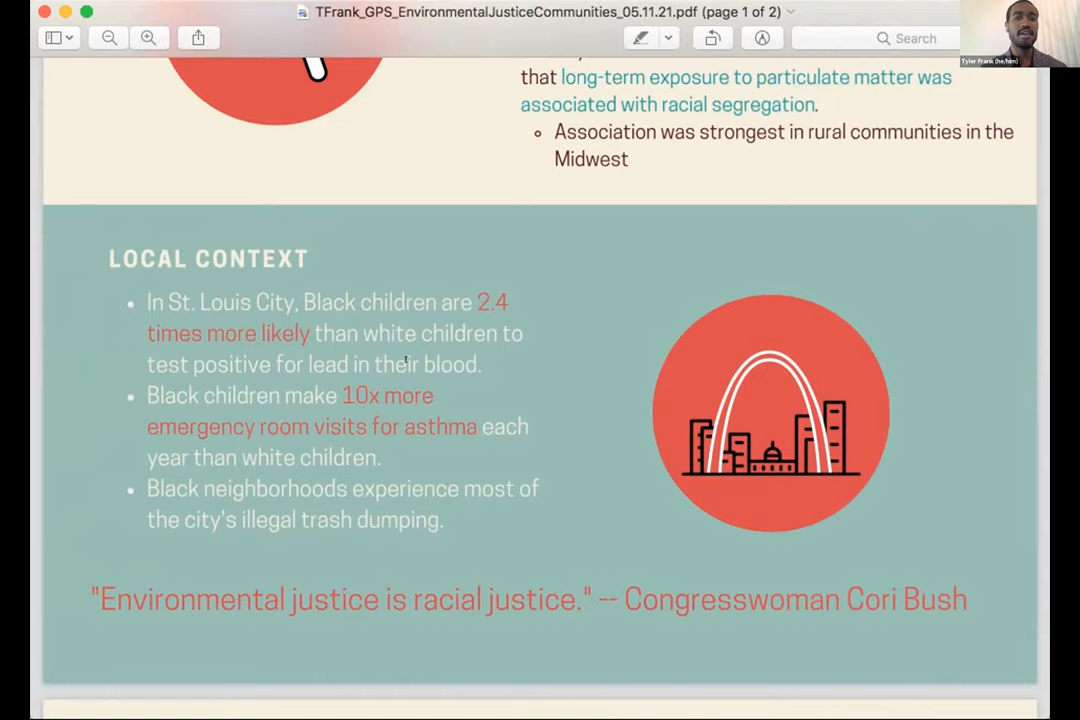 TFrank_GPS_EnvironmentalJusticeCommunities_05.11.21.pdf (page 1 of 2)
Search
Tyler Frank (he/him)
that long-term exposure to particulate matter was
associated with racial segregation.
Association was strongest in rural communities in the
Midwest
LOCAL CONTEXT
• In St. Louis City, Black children are 2.4
times more likely than white children to
test positive for lead in their blood.
• Black children make 10x more
emergency room visits for asthma each
year than white children.
• Black neighborhoods experience most of
the city's illegal trash dumping.
"Environmental justice is racial justice." -- Congresswoman Cori Bush